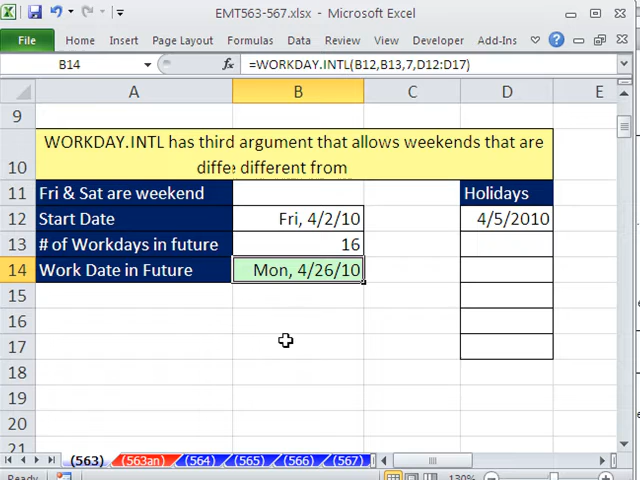 EMT563-567.xlsx - Microsoft Excel
File Home Insert Page Layout Formulas Data Review View Developer Add-Ins
B14 =WORKDAY.INTL(B12,B13,7,D12:D17)
A B C D E
9
10 WORKDAY.INTL has third argument that allows weekends that are
diffe different from
11 Fri & Sat are weekend Holidays
12 Start Date Fri, 4/2/10 4/5/2010
13 # of Workdays in future 16
14 Work Date in Future Mon, 4/26/10
15
16
17
18
19
20
21
(563) (563an) (564) (565) (566) (567)
Ready 130%